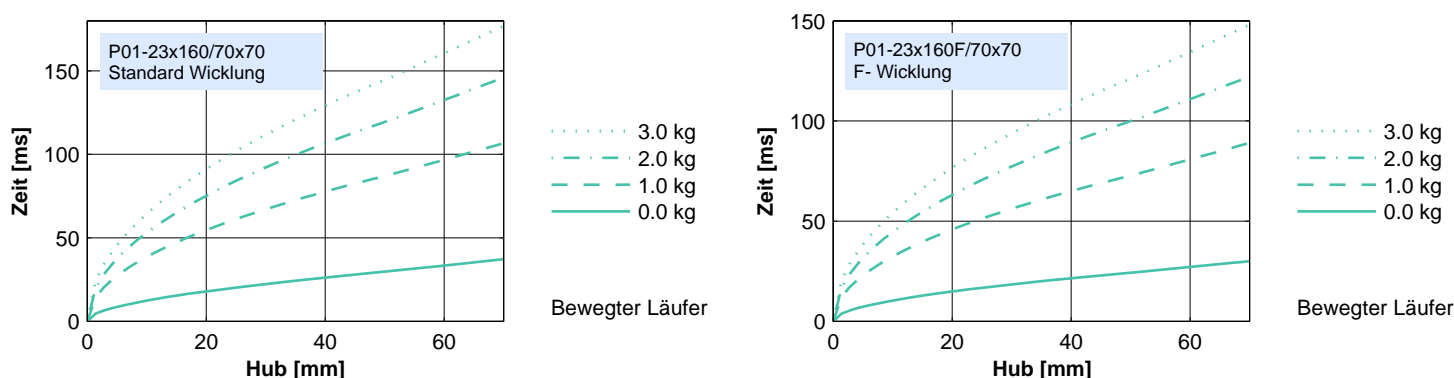 P01-23x160/70x70
Standard Wicklung
150
100
50
0
0
20
40
60
Zeit [ms]
Hub [mm]
3.0 kg
2.0 kg
1.0 kg
0.0 kg
Bewegter Läufer
P01-23x160F/70x70
F- Wicklung
150
100
50
0
0
20
40
60
Zeit [ms]
Hub [mm]
3.0 kg
2.0 kg
1.0 kg
0.0 kg
Bewegter Läufer